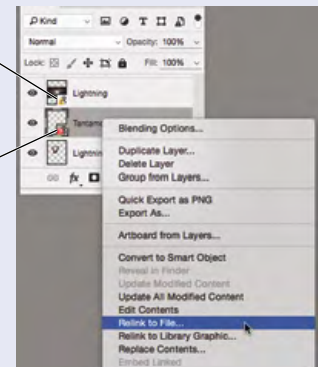 Kind
Normal
Opacity: 100%
Lock:
Fill: 100%
Lightning
Blending Options...
Duplicate Layer...
Delete Layer
Group from Layers...
Quick Export as PNG
Export As...
Artboard from Layers...
Convert to Smart Object
Reveal in Finder
Update Modified Content
Update All Modified Content
Edit Contents
Relink to File...
Relink to Library Graphic...
Replace Contents...
Embed Linked